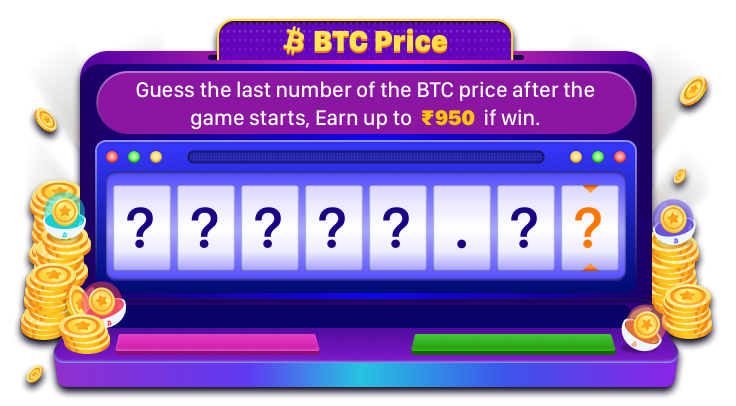 BTC Price
Guess the last number of the BTC price after the
game starts, Earn up to ₹950 if win.
? ? ? ? ? . ? ?